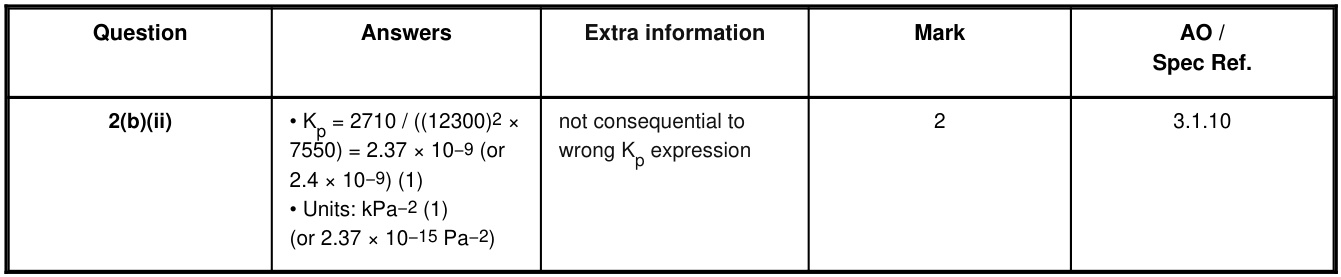 Question Answers Extra information Mark AO /
Spec Ref.
2(b)(ii) • Kp = 2710 / ((12300)2 × not consequential to 2 3.1.10
7550) = 2.37 × 10–9 (or wrong Kp expression
2.4 × 10–9) (1)
• Units: kPa–2 (1)
(or 2.37 × 10–15 Pa–2)